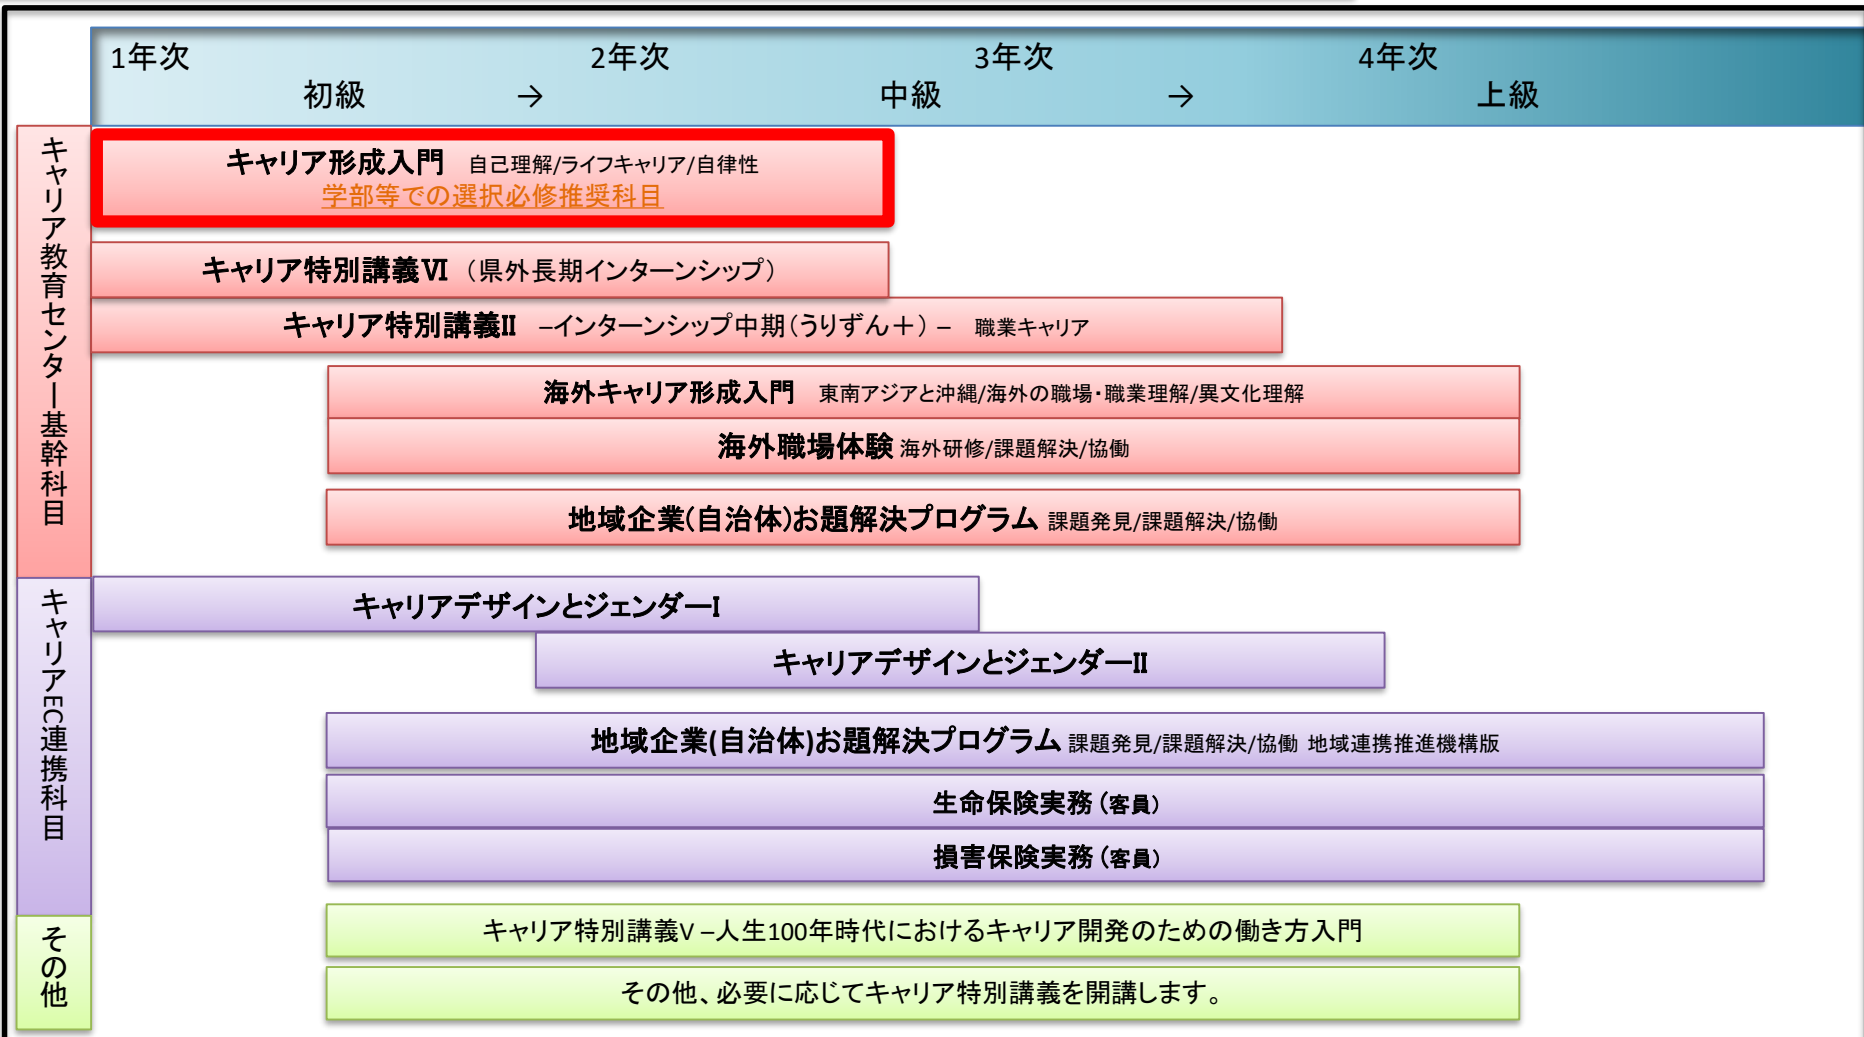 1年次 2年次 3年次 4年次
初級 → 中級 → 上級
キャリア教育センター基幹科目
キャリア形成入門 自己理解/ライフキャリア/自律性
学部等での選択必修推奨科目
キャリア特別講義Ⅵ （県外長期インターンシップ）
キャリア特別講義Ⅱ –インターンシップ中期（うりずん＋）– 職業キャリア
海外キャリア形成入門 東南アジアと沖縄/海外の職場・職業理解/異文化理解
海外職場体験 海外研修/課題解決/協働
地域企業(自治体)お題解決プログラム 課題発見/課題解決/協働
キャリアEC連携科目
キャリアデザインとジェンダーⅠ
キャリアデザインとジェンダーⅡ
地域企業(自治体)お題解決プログラム 課題発見/課題解決/協働 地域連携推進機構版
生命保険実務（客員）
損害保険実務（客員）
その他
キャリア特別講義Ⅴ –人生100年時代におけるキャリア開発のための働き方入門
その他、必要に応じてキャリア特別講義を開講します。